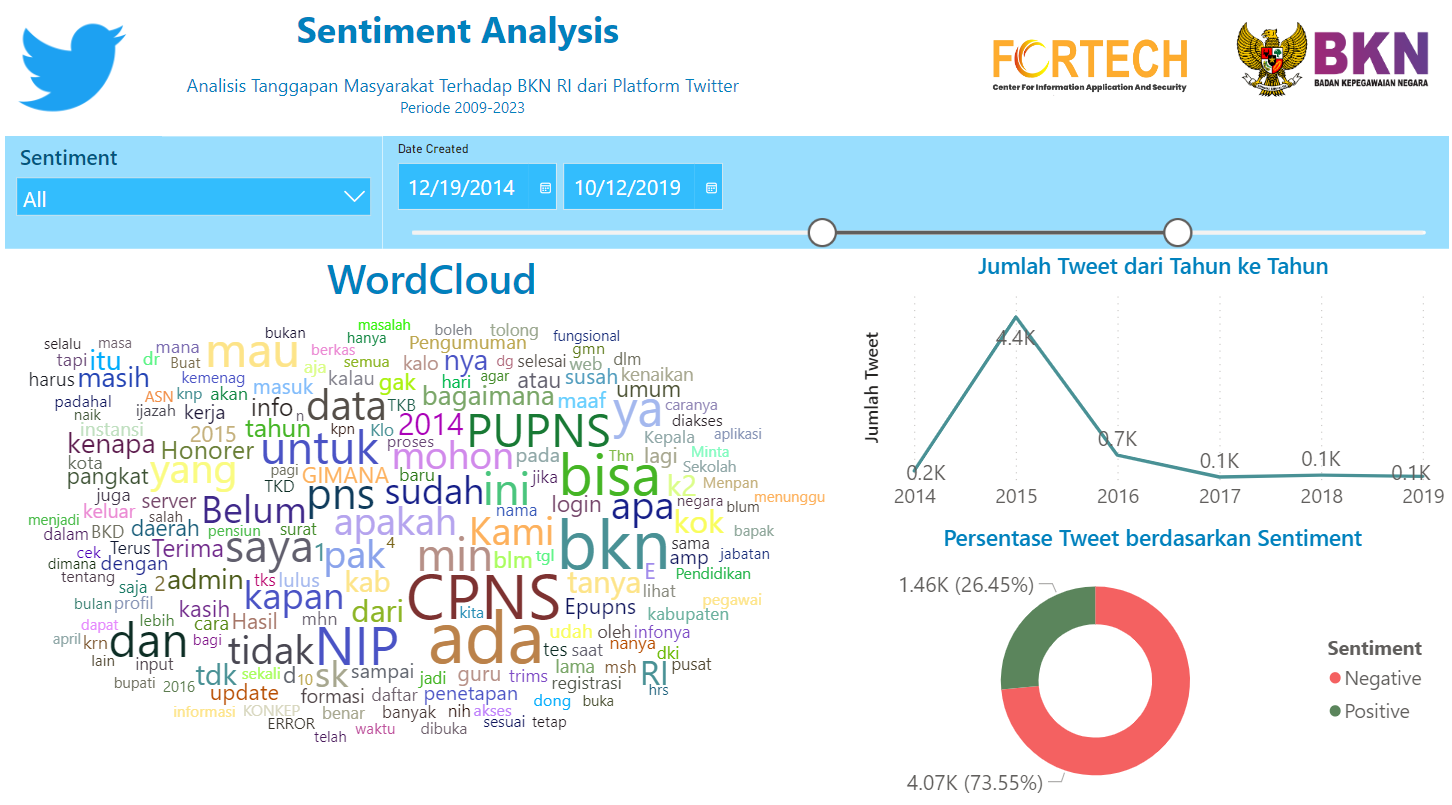 Sentiment Analysis
Analisis Tanggapan Masyarakat Terhadap BKN RI dari Platform Twitter
Periode 2009-2023
FORTECH
Center For Information Application And Security
BKN
BADAN KEPEGAWAIAN NEGARA
Sentiment
All
Date Created
12/19/2014
10/12/2019
WordCloud
masalah
bukan hanya boleh tolong fungsional
selalu masa mana mau berkas Pengumuman gmn
tapi itu dr Buat aja semua kalo nya dg selesai web dlm
harus masih kemenag masuk kalau gak hari agar atau susah kenaikan
padahal ASN knp akan info n data TKB bagaimana maaf umum
naik ijazah kerja kpn Klo 2014 PUPNS ya caranya diakses
instansi 2015 tahun untuk proses mohon pada Kepala aplikasi
kenapa Honorer pagi GIMANA baru jika Thn lagi Minta
kota pangkat yang TKD pns sudah ini bisa k2 Sekolah Menpan
juga server Belum nama login apa negara blum menunggu
menjadi keluar salah apakah Kami kok bapak
dalam BKD daerah pensiun surat
cek Terus Terima saya 1 pak 4 min blm tgl bkn sama amp jabatan
dimana dengan
tentang saja 2 admin tks lulus kab CPNS tanya E lihat Pendidikan
bulan profil kasih kapan dari kita Epupns kabupaten pegawai
dapat lebih cara Hasil mhn ada udah oleh infonya
april krn dan bagi tidak NIP tes saat nanya dki
lain input sekali d 10 sk sampai jadi guru trims lama msh RI pusat
bupati 2016 tdk update formasi daftar penetapan registrasi hrs
informasi KONKEP benar banyak nih akses dong buka
ERROR telah waktu dibuka sesuai tetap
Jumlah Tweet dari Tahun ke Tahun
Jumlah Tweet
0.2K 4.4K 0.7K 0.1K 0.1K 0.1K
2014 2015 2016 2017 2018 2019
Persentase Tweet berdasarkan Sentiment
1.46K (26.45%)
4.07K (73.55%)
Sentiment
Negative
Positive